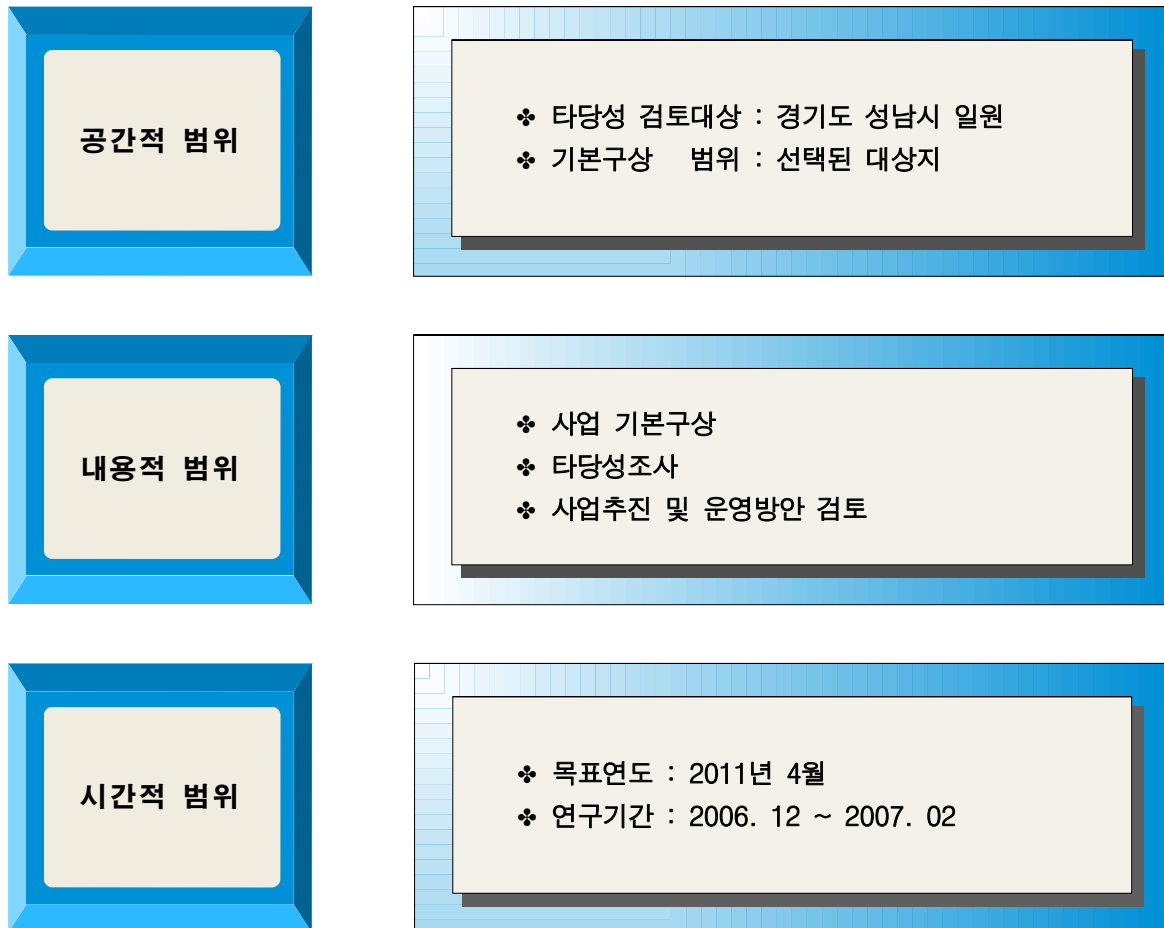 공간적 범위
✤ 타당성 검토대상 : 경기도 성남시 일원
✤ 기본구상 범위 : 선택된 대상지
내용적 범위
✤ 사업 기본구상
✤ 타당성조사
✤ 사업추진 및 운영방안 검토
시간적 범위
✤ 목표연도 : 2011년 4월
✤ 연구기간 : 2006. 12 ~ 2007. 02